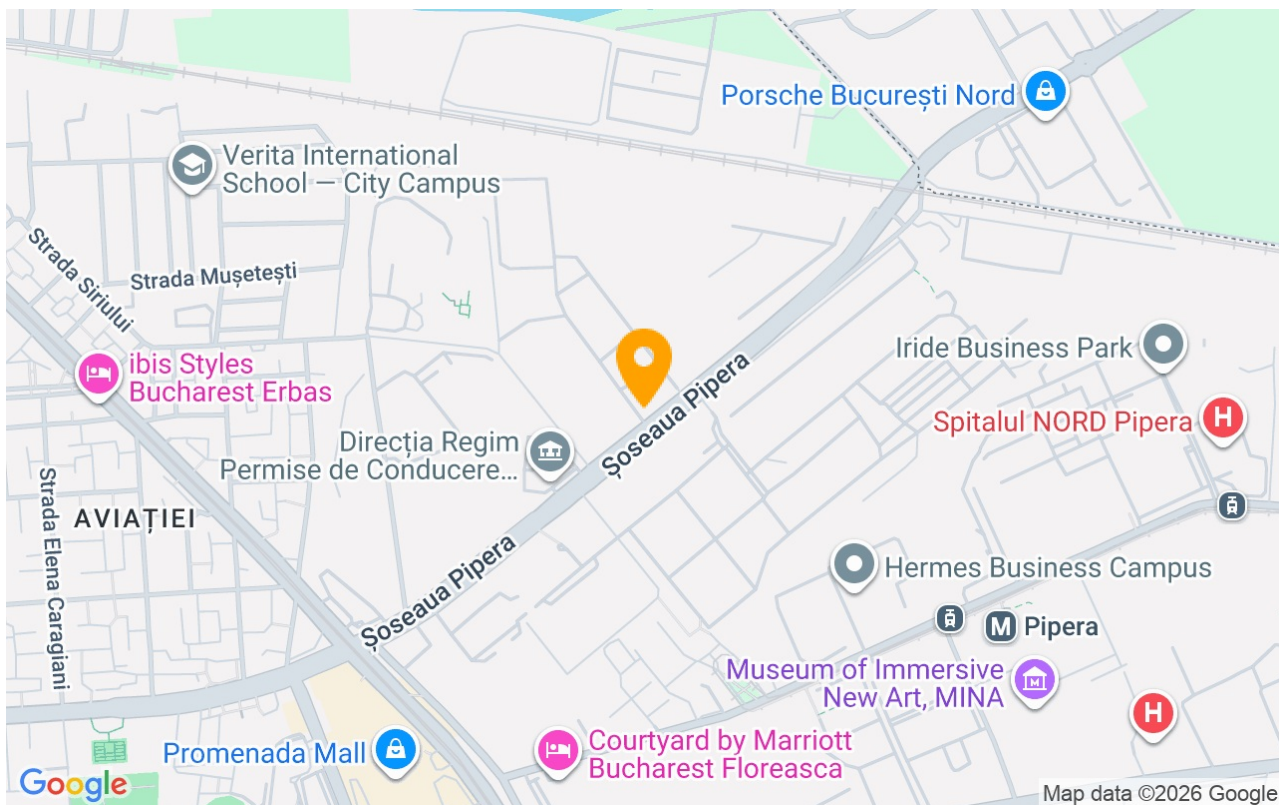 Porsche București Nord
Verita International
School — City Campus
Strada Siriului
Strada Mușetești
ibis Styles
Bucharest Erbas
Iride Business Park
Șoseaua Pipera
Spitalul NORD Pipera
H
Direcția Regim
Permise de Conducere...
Strada Elena Caragiani
AVIAȚIEI
Șoseaua Pipera
Hermes Business Campus
M Pipera
Museum of Immersive
New Art, MINA
M
H
Promenada Mall
Courtyard by Marriott
Bucharest Floreasca
Google
Map data ©2026 Google